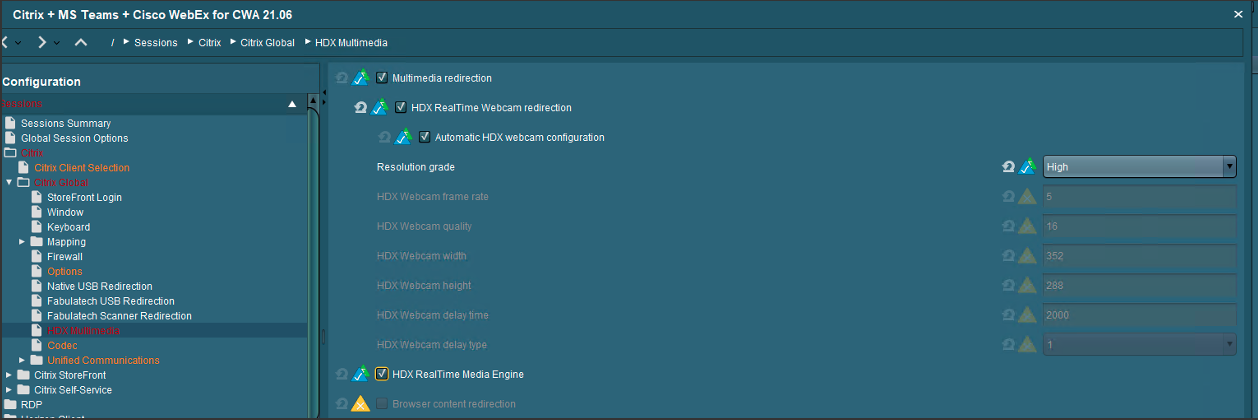 Citrix + MS Teams + Cisco WebEx for CWA 21.06
/ Sessions Citrix Citrix Global HDX Multimedia
Configuration
Sessions
Sessions Summary
Global Session Options
Citrix
Citrix Client Selection
Citrix Global
StoreFront Login
Window
Keyboard
Mapping
Firewall
Options
Native USB Redirection
Fabulatech USB Redirection
Fabulatech Scanner Redirection
HDX Multimedia
Codec
Unified Communications
Citrix StoreFront
Citrix Self-Service
RDP
Horizon Client
Multimedia redirection
HDX RealTime Webcam redirection
Automatic HDX webcam configuration
Resolution grade High
HDX Webcam frame rate 5
HDX Webcam quality 16
HDX Webcam width 352
HDX Webcam height 288
HDX Webcam delay time 2000
HDX Webcam delay type 1
HDX RealTime Media Engine
Browser content redirection